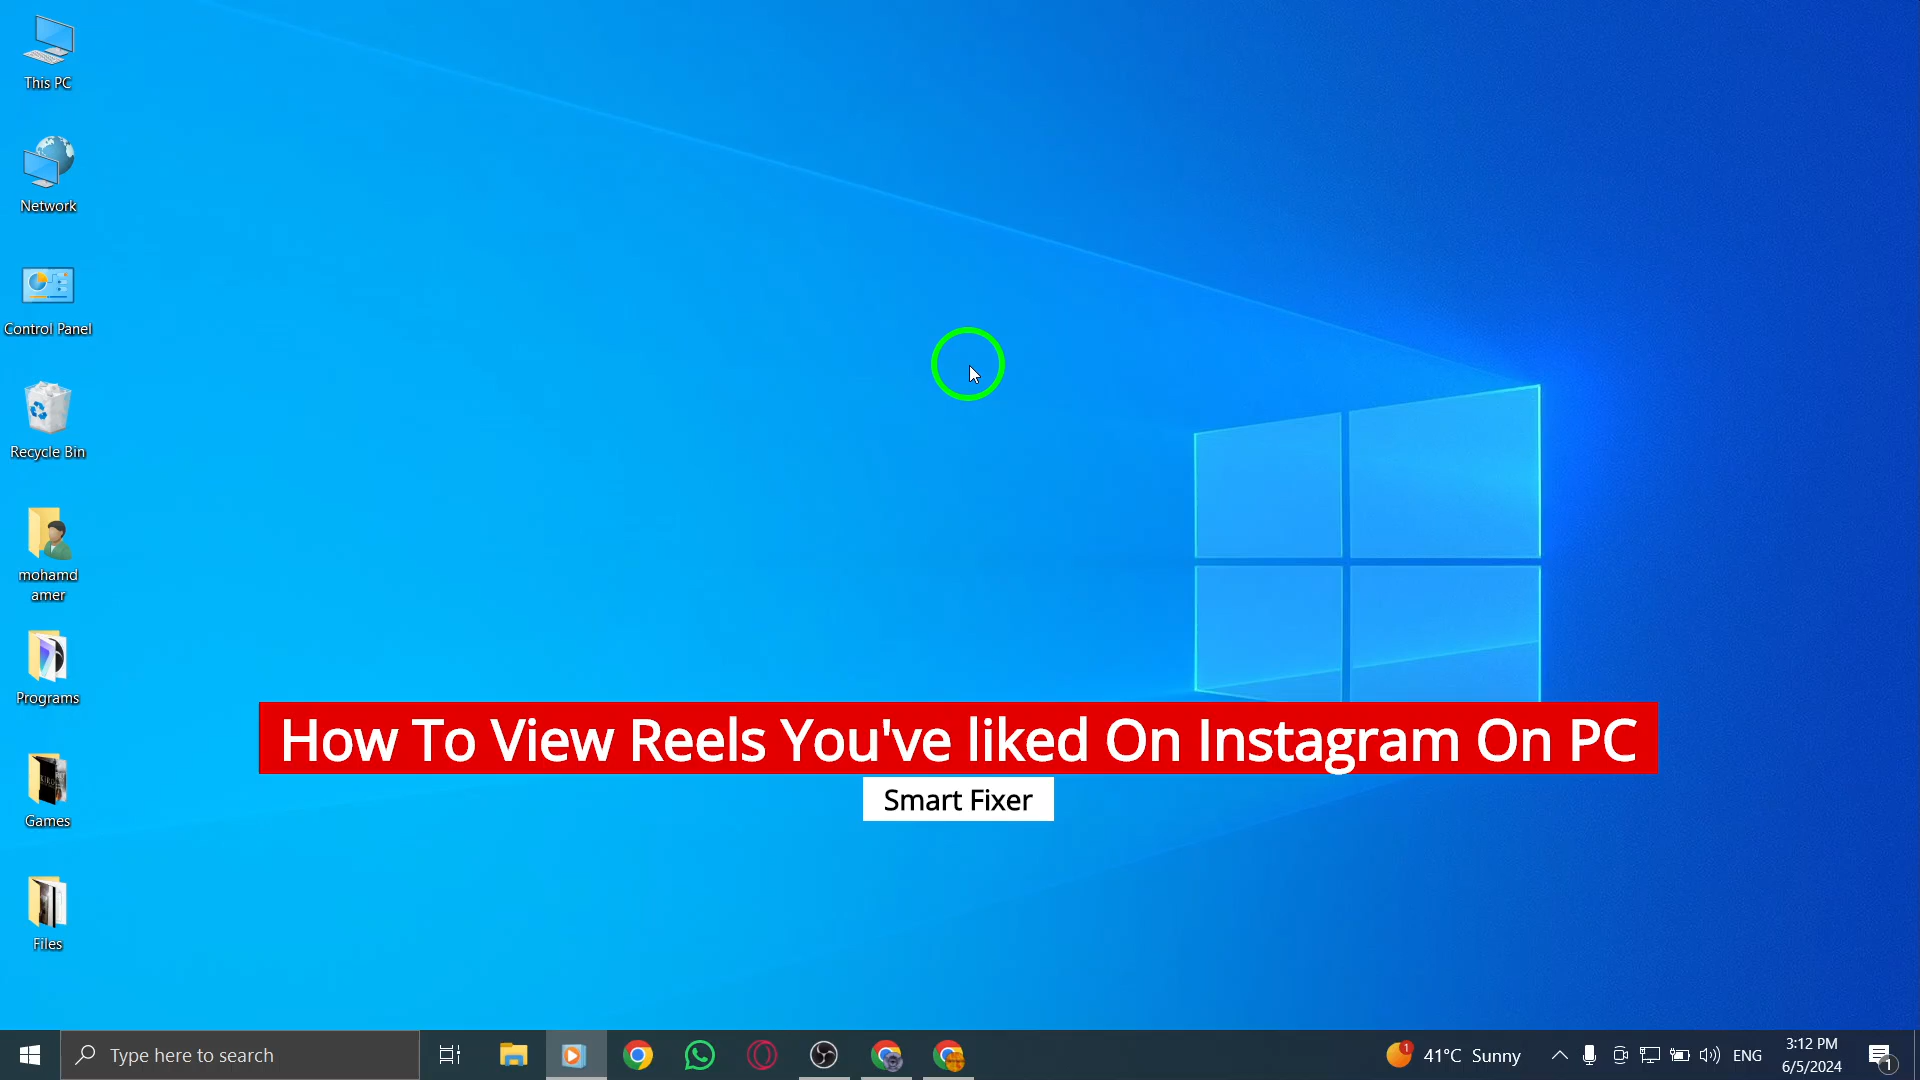 This PC
Network
Control Panel
Recycle Bin
mohamd
amer
Programs
Games
Files
How To View Reels You've liked On Instagram On PC
Smart Fixer
Type here to search
1
41°C Sunny
ENG
3:12 PM
6/5/2024
1